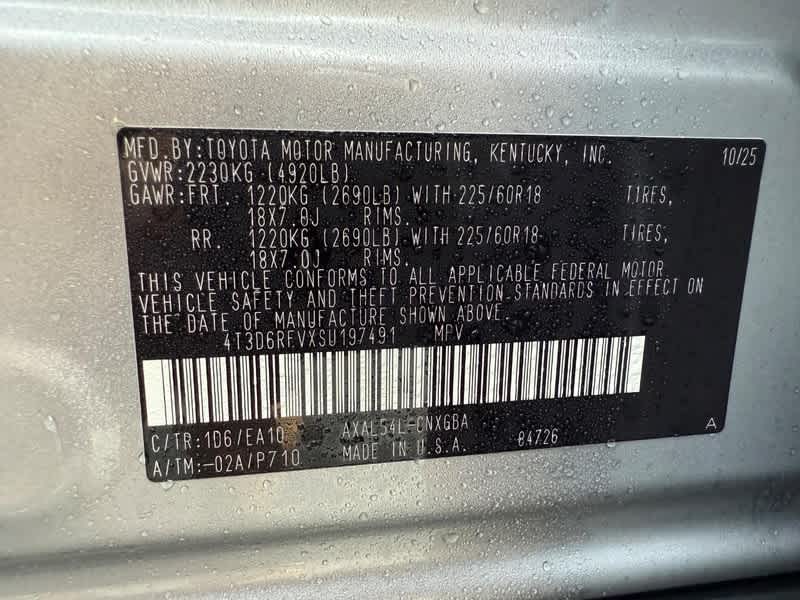 MFD.BY:TOYOTA MOTOR MANUFACTURING, KENTUCKY, INC. 10/25
GVWR:2230KG (4920LB)
GAWR:FRT. 1220KG (2690LB) WITH 225/60R18 TIRES,
18X7.0J RIMS.
RR. 1220KG (2690LB) WITH 225/60R18 TIRES,
18X7.0J RIMS.
THIS VEHICLE CONFORMS TO ALL APPLICABLE FEDERAL MOTOR
VEHICLE SAFETY AND THEFT PREVENTION STANDARDS IN EFFECT ON
THE DATE OF MANUFACTURE SHOWN ABOVE.
4T3D6RFVXSU197491 MPV
C/TR:1D6/EA10 AXAL54L-CNXGBA A
A/TM:-02A/P710 MADE IN U.S.A. 04726